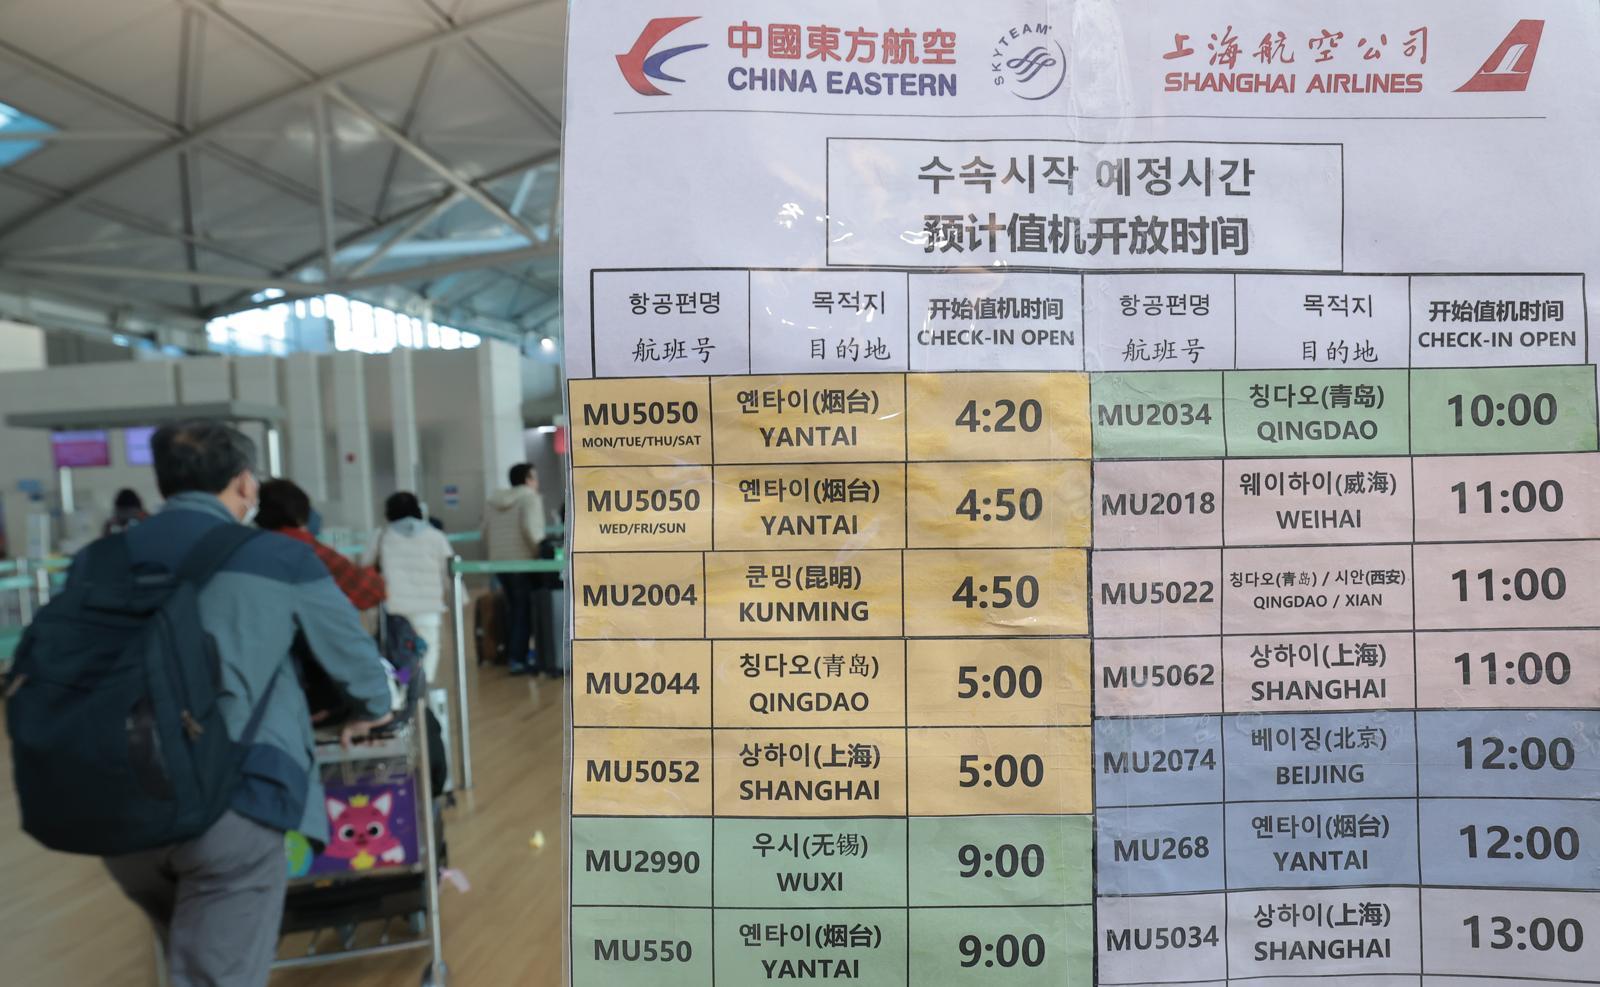 中國東方航空
CHINA EASTERN
SKYTEAM
上海航空公司
SHANGHAI AIRLINES
수속시작 예정시간
预计值机开放时间
항공편명 목적지 开始值机时间 항공편명 목적지 开始值机时间
航班号 目的地 CHECK-IN OPEN 航班号 目的地 CHECK-IN OPEN
MU5050 옌타이(烟台) 4:20
MON/TUE/THU/SAT YANTAI
MU2034 칭다오(青岛) 10:00
QINGDAO
MU5050 옌타이(烟台) 4:50
WED/FRI/SUN YANTAI
MU2018 웨이하이(威海) 11:00
WEIHAI
MU2004 쿤밍(昆明) 4:50
KUNMING
MU5022 칭다오(青岛) / 시안(西安) 11:00
QINGDAO / XIAN
MU2044 칭다오(青岛) 5:00
QINGDAO
MU5062 상하이(上海) 11:00
SHANGHAI
MU5052 상하이(上海) 5:00
SHANGHAI
MU2074 베이징(北京) 12:00
BEIJING
MU2990 우시(无锡) 9:00
WUXI
MU268 옌타이(烟台) 12:00
YANTAI
MU550 옌타이(烟台) 9:00
YANTAI
MU5034 상하이(上海) 13:00
SHANGHAI